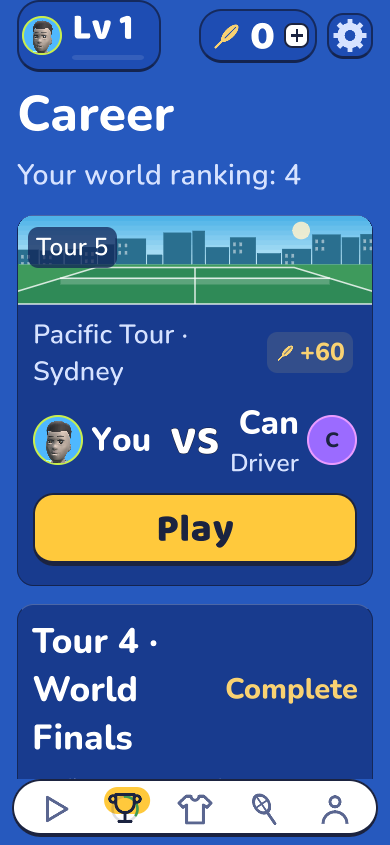 Lv 1
0
Career
Your world ranking: 4
Tour 5
Pacific Tour ·
Sydney
+60
You
VS
Can
Driver
C
Play
Tour 4 ·
World
Finals
Complete